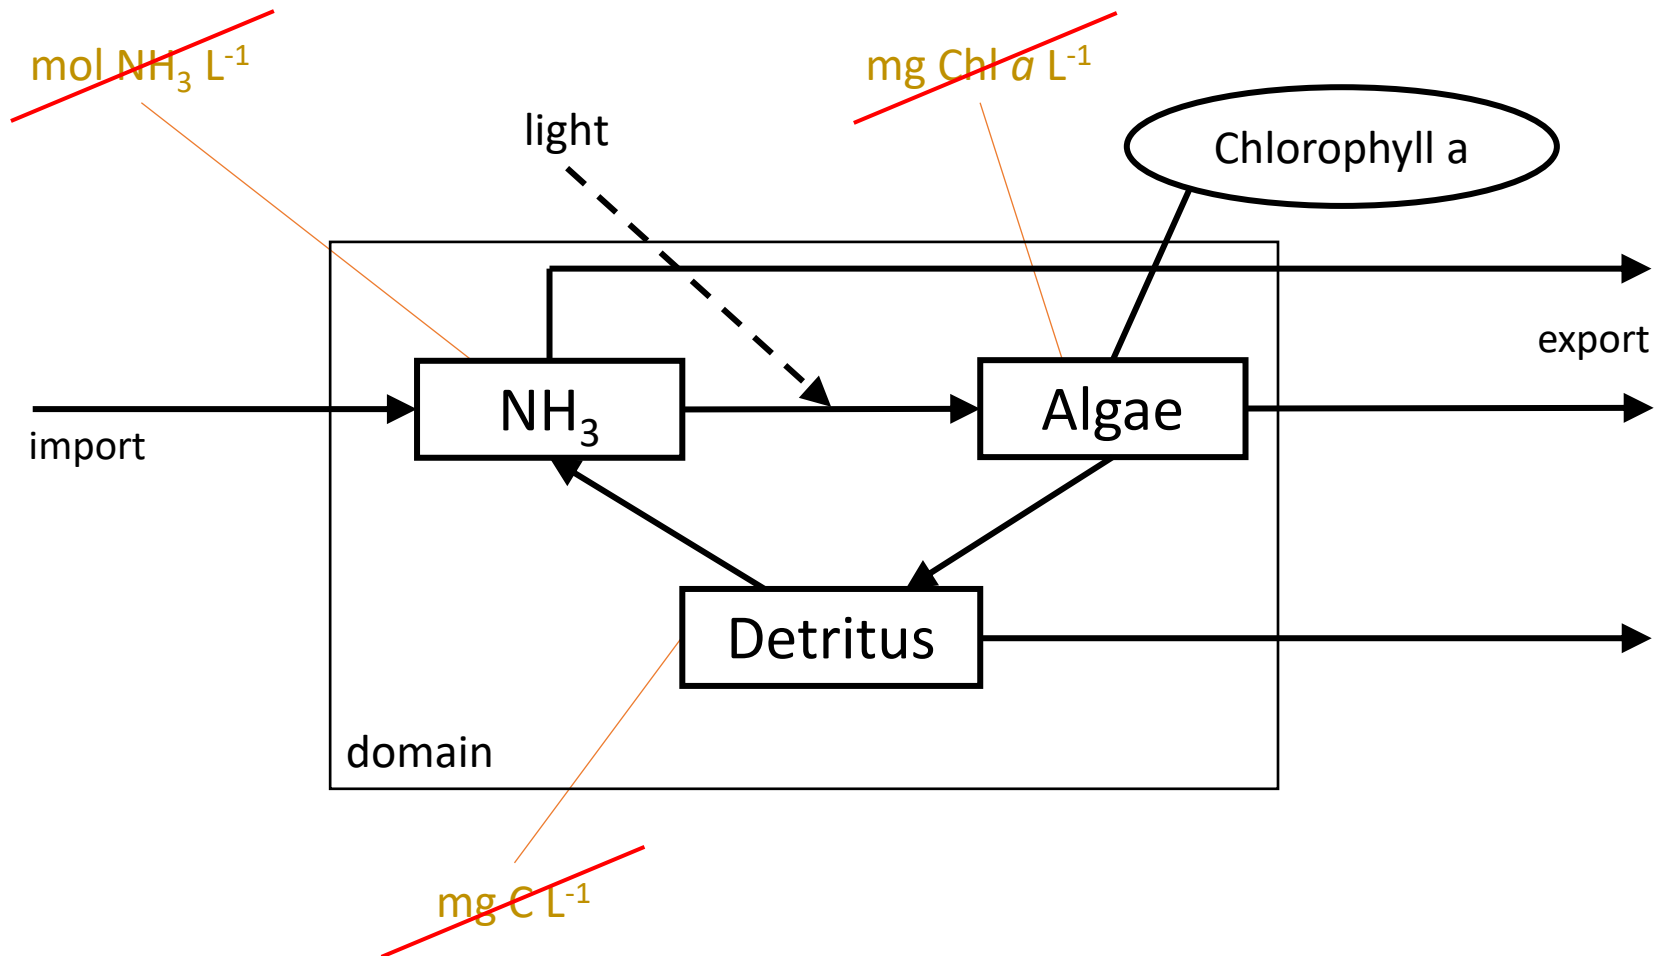 mol NH₃ L⁻¹
mg Chl a L⁻¹
light
Chlorophyll a
export
NH₃
Algae
import
Detritus
domain
mg C L⁻¹